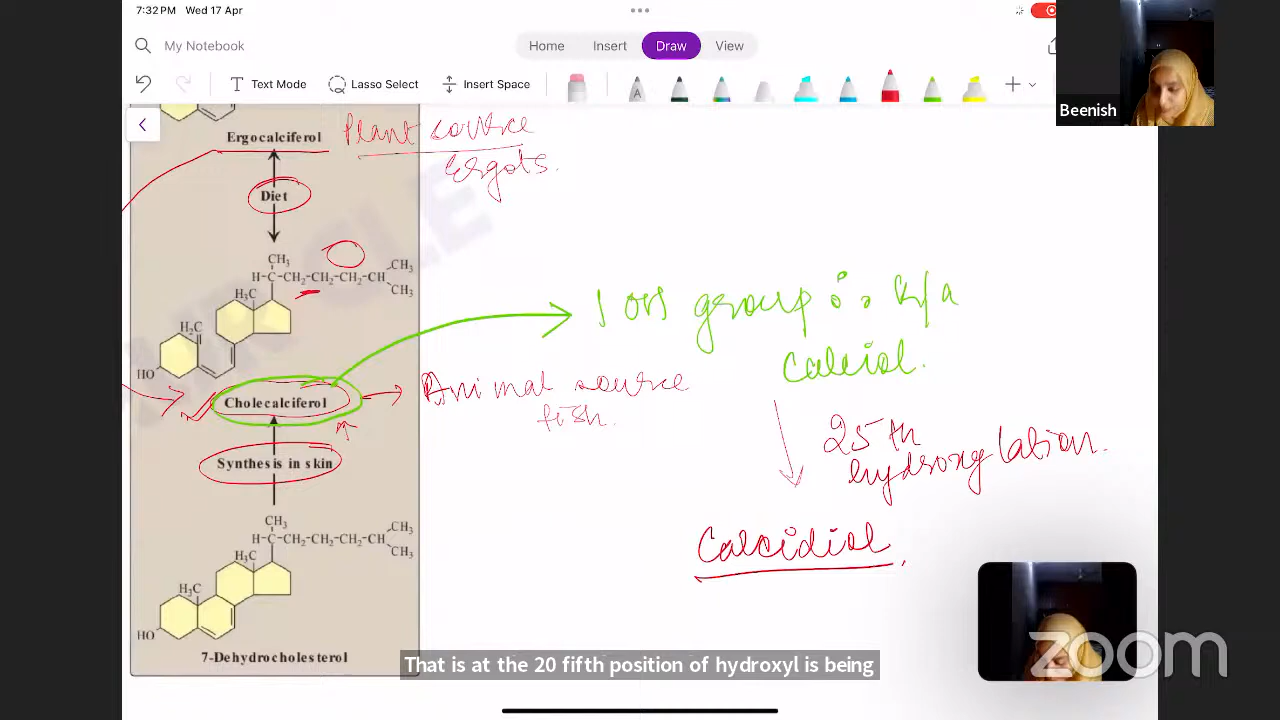 7:32 PM Wed 17 Apr
My Notebook
Home Insert Draw View
Text Mode Lasso Select Insert Space
A
Beenish
Ergocalciferol
Plant source
Ergots.
Diet
CH3
H-C-CH2-CH2-CH2-CH
CH3
CH3
H3C
H2C
HO
1 OH group : k/a
Calciol.
Cholecalciferol
Animal source
fish.
25th
hydroxylation.
Synthesis in skin
Calcidiol.
CH3
H-C-CH2-CH2-CH2-CH
CH3
CH3
H3C
H3C
HO
7-Dehydrocholesterol
That is at the 20 fifth position of hydroxyl is being
zoom